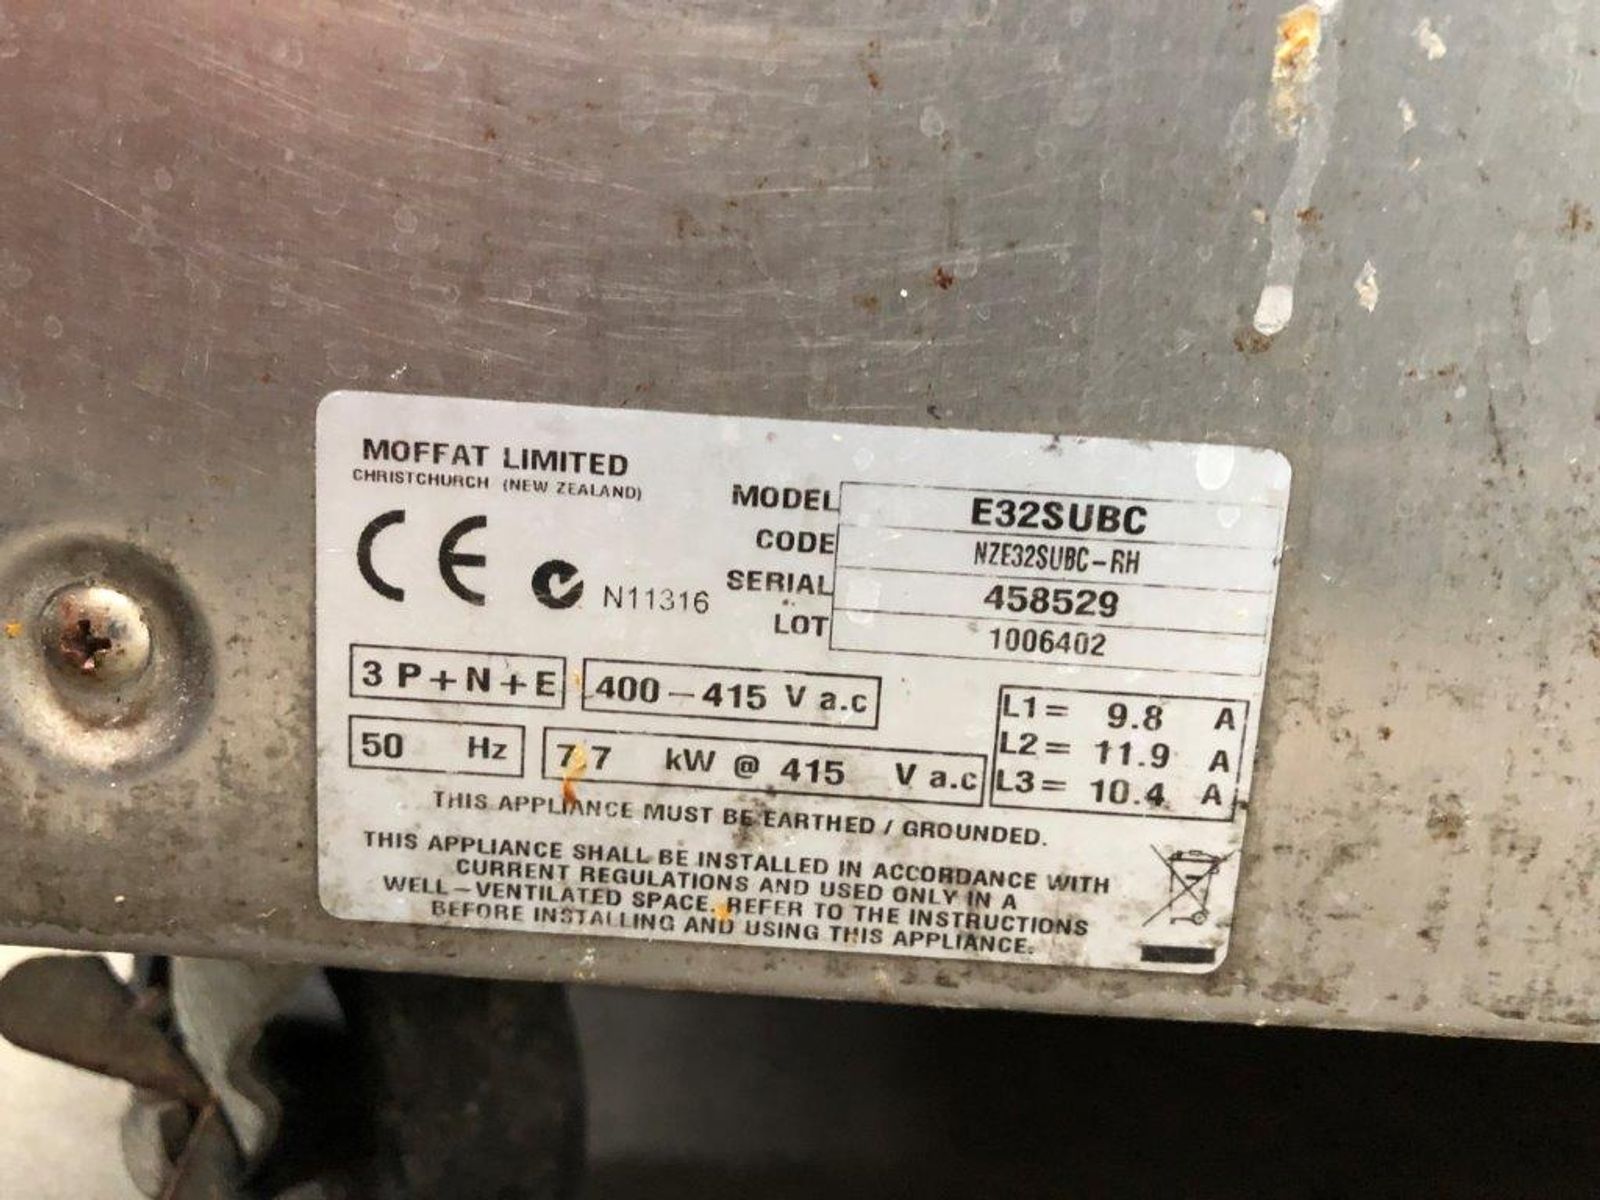 MOFFAT LIMITED
CHRISTCHURCH (NEW ZEALAND)
CE
N11316
MODEL E32SUBC
CODE NZE32SUBC-RH
SERIAL 458529
LOT 1006402
3 P+N+E 400-415 V a.c
50 Hz 7.7 kW @ 415 V a.c
L1= 9.8 A
L2= 11.9 A
L3= 10.4 A
THIS APPLIANCE MUST BE EARTHED / GROUNDED.
THIS APPLIANCE SHALL BE INSTALLED IN ACCORDANCE WITH
CURRENT REGULATIONS AND USED ONLY IN A
WELL-VENTILATED SPACE. REFER TO THE INSTRUCTIONS
BEFORE INSTALLING AND USING THIS APPLIANCE.